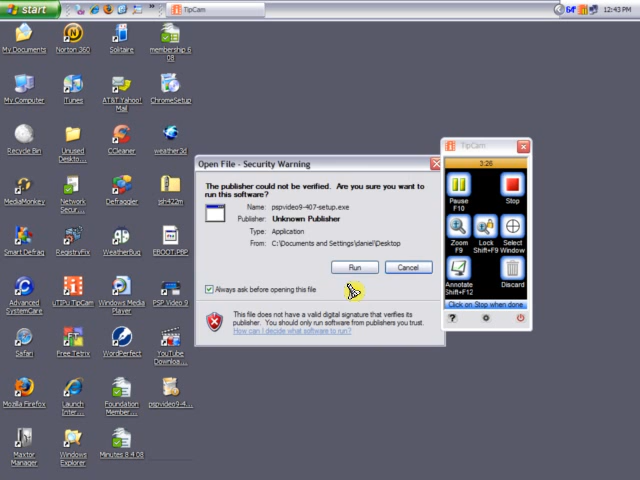 start
TipCam
64°
12:43 PM
My Documents
Norton 360
Solitaire
membership 6 08
My Computer
iTunes
AT&T Yahoo! Mail
ChromeSetup
Recycle Bin
Unused Deskto...
CCleaner
weather3d
MediaMonkey
Network Secur...
Defraggler
tsh422m
Smart Defrag
RegistryFix
WeatherBug
EBOOT.PBP
Advanced SystemCare
uTIPu TipCam
Windows Media Player
PSP Video 9
Safari
Free Tetrix
WordPerfect
YouTube Downloa...
Mozilla Firefox
Launch Inter...
Foundation Member...
pspvideo9-4...
Maxtor Manager
Windows Explorer
Minutes 8 4 08
Open File - Security Warning
The publisher could not be verified. Are you sure you want to
run this software?
Name: pspvideo9-407-setup.exe
Publisher: Unknown Publisher
Type: Application
From: C:\Documents and Settings\daniel\Desktop
Run
Cancel
Always ask before opening this file
This file does not have a valid digital signature that verifies its
publisher. You should only run software from publishers you trust.
How can I decide what software to run?
TipCam
3:26
Pause F10
Stop
Zoom F9
Lock Shift+F9
Select Window
Annotate Shift+F12
Discard
Click on Stop when done
?